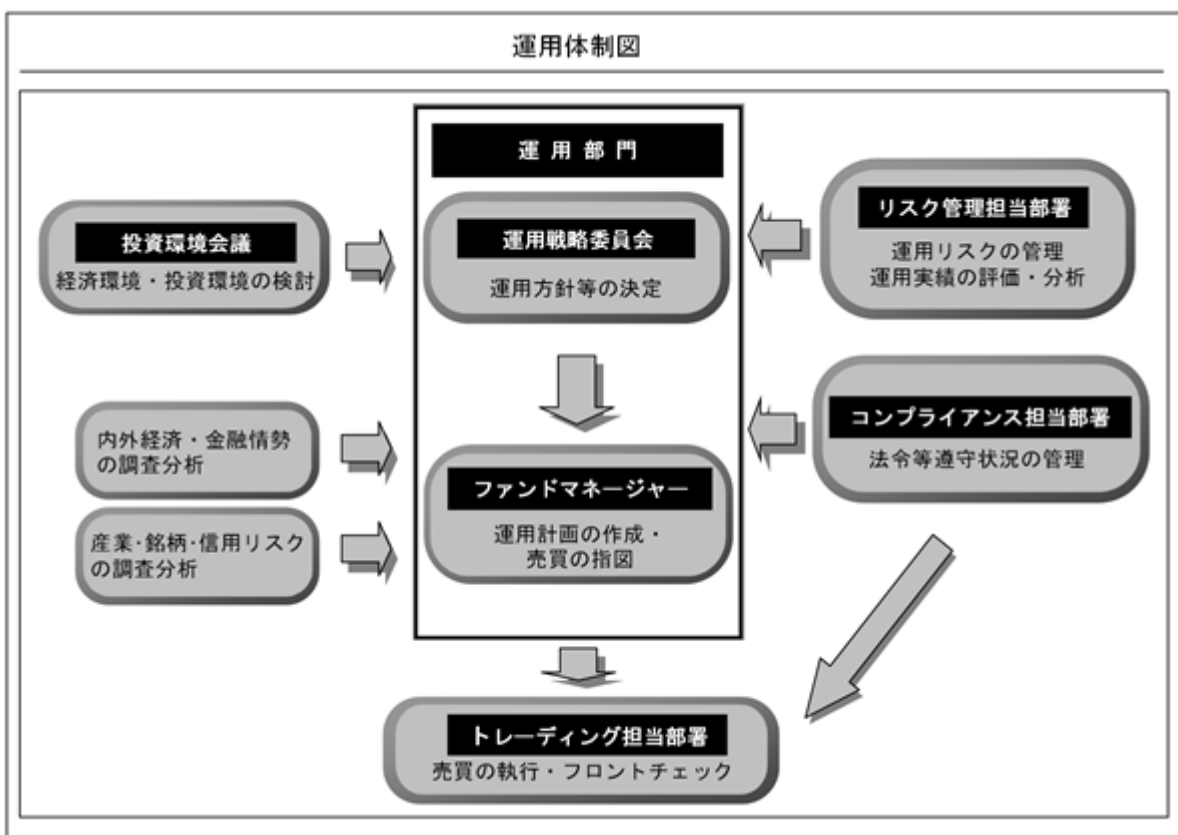 運用体制図
運用部門
投資環境会議
経済環境・投資環境の検討
運用戦略委員会
運用方針等の決定
リスク管理担当部署
運用リスクの管理
運用実績の評価・分析
内外経済・金融情勢
の調査分析
産業・銘柄・信用リスク
の調査分析
ファンドマネージャー
運用計画の作成・
売買の指図
コンプライアンス担当部署
法令等遵守状況の管理
トレーディング担当部署
売買の執行・フロントチェック